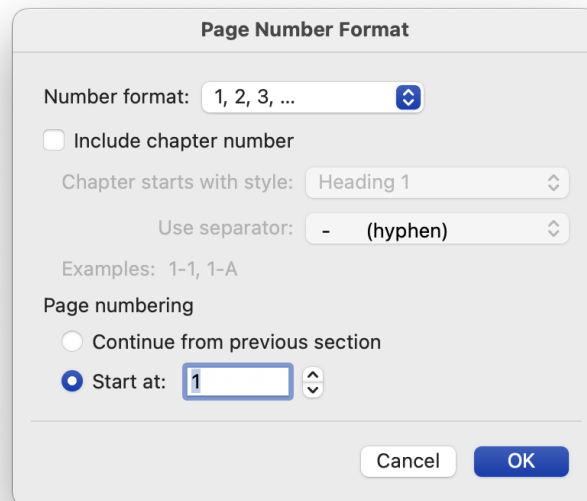 Page Number Format
Number format: 1, 2, 3, ...
Include chapter number
Chapter starts with style: Heading 1
Use separator: - (hyphen)
Examples: 1-1, 1-A
Page numbering
Continue from previous section
Start at: 1
Cancel OK